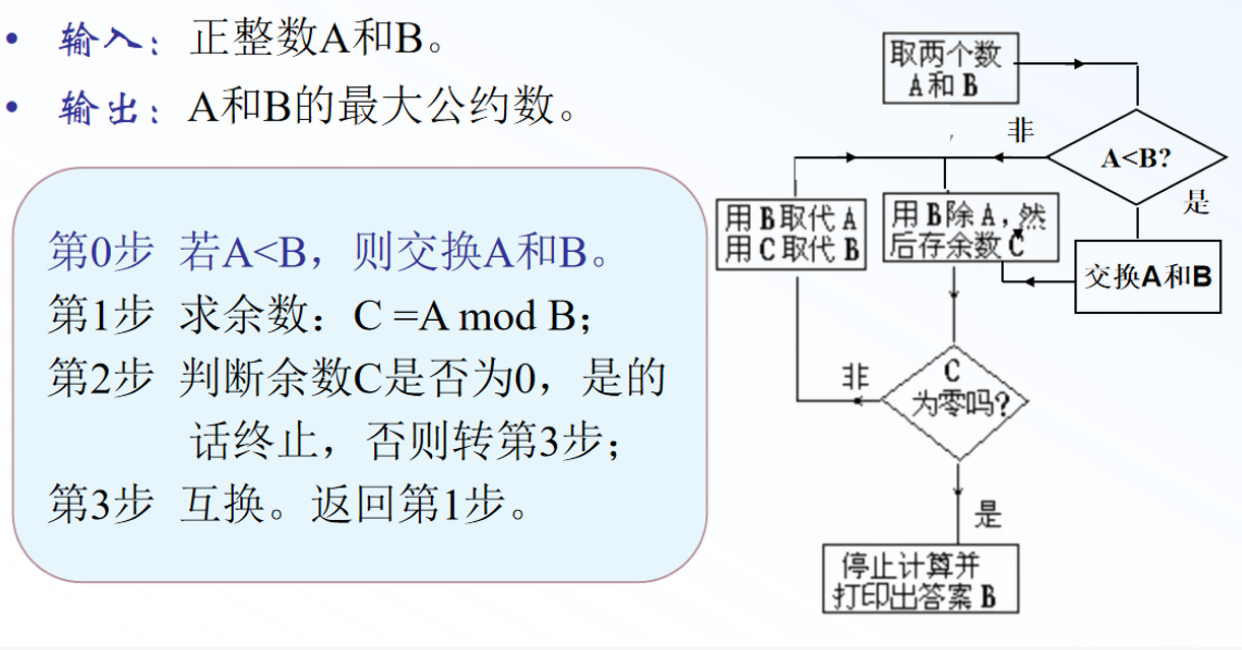 • 输入：正整数A和B。
• 输出：A和B的最大公约数。
第0步 若A<B，则交换A和B。
第1步 求余数：C =A mod B；
第2步 判断余数C是否为0，是的
话终止，否则转第3步；
第3步 互换。返回第1步。
取两个数
A和B
非
A<B?
是
用B取代A
用C取代B
用B除A，然
后存余数C
交换A和B
非
C
为零吗?
是
停止计算并
打印出答案B